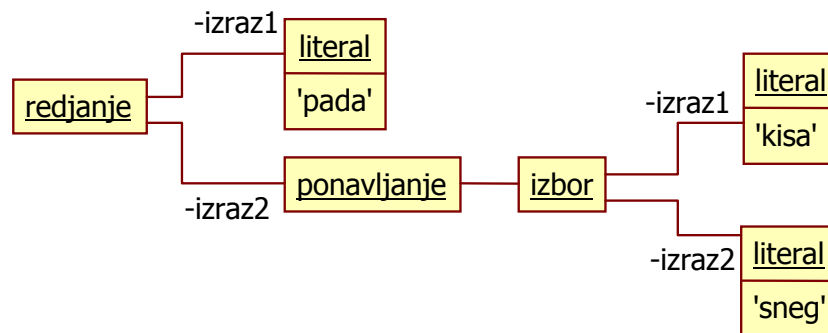 -izraz1
literal
'pada'
redjanje
-izraz2
ponavljanje
izbor
-izraz1
literal
'kisa'
-izraz2
literal
'sneg'